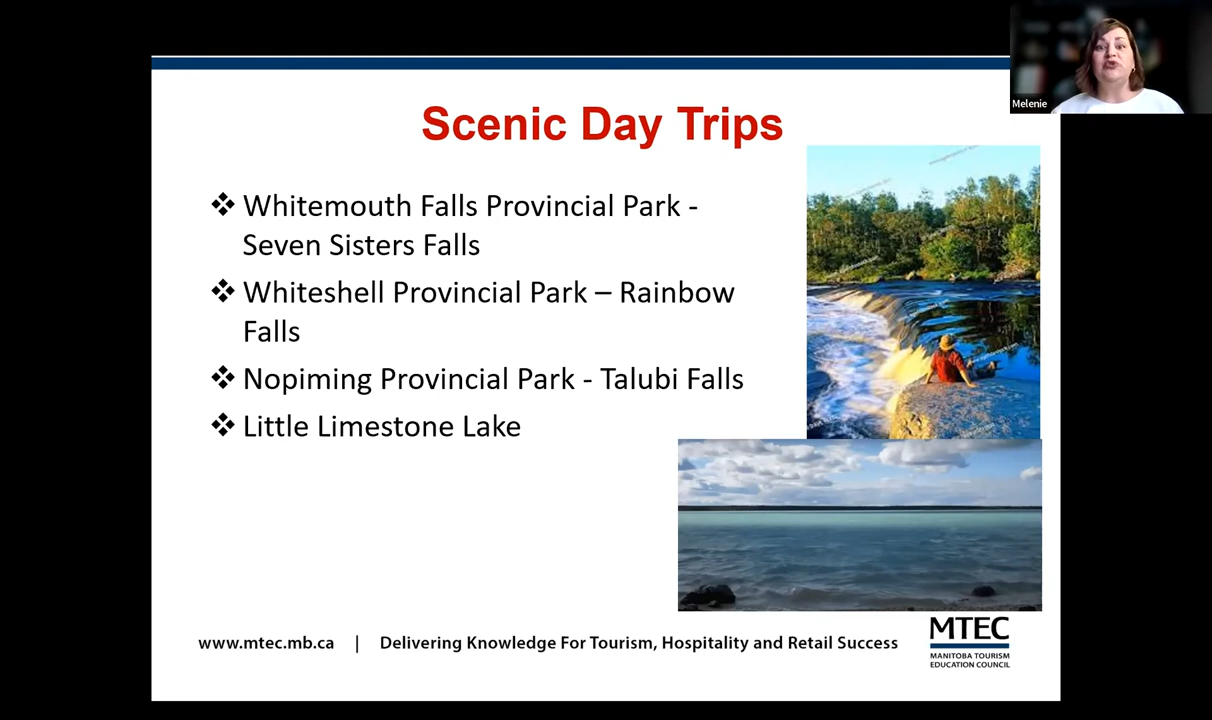 Melenie
Scenic Day Trips
❖ Whitemouth Falls Provincial Park -
Seven Sisters Falls
❖ Whiteshell Provincial Park – Rainbow
Falls
❖ Nopiming Provincial Park - Talubi Falls
❖ Little Limestone Lake
www.mtec.mb.ca | Delivering Knowledge For Tourism, Hospitality and Retail Success
MTEC
MANITOBA TOURISM
EDUCATION COUNCIL